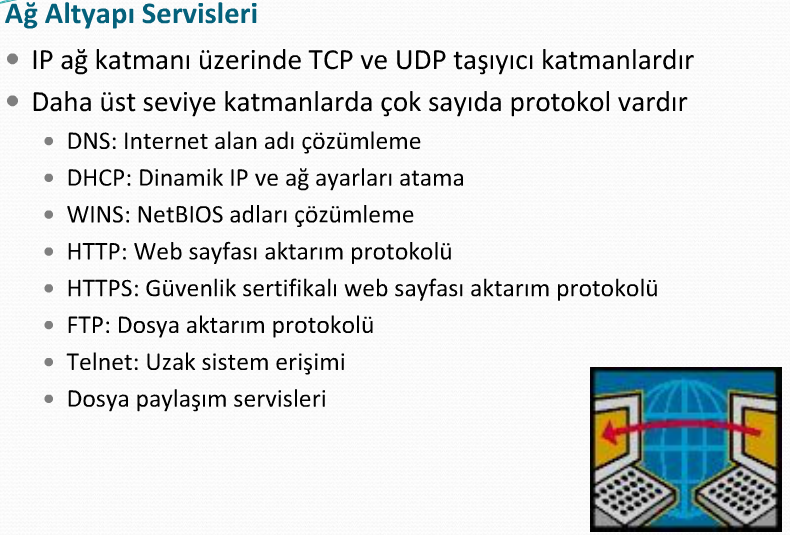 Ağ Altyapı Servisleri
IP ağ katmanı üzerinde TCP ve UDP taşıyıcı katmanlardır
Daha üst seviye katmanlarda çok sayıda protokol vardır
DNS: Internet alan adı çözümleme
DHCP: Dinamik IP ve ağ ayarları atama
WINS: NetBIOS adları çözümleme
HTTP: Web sayfası aktarım protokolü
HTTPS: Güvenlik sertifikalı web sayfası aktarım protokolü
FTP: Dosya aktarım protokolü
Telnet: Uzak sistem erişimi
Dosya paylaşım servisleri